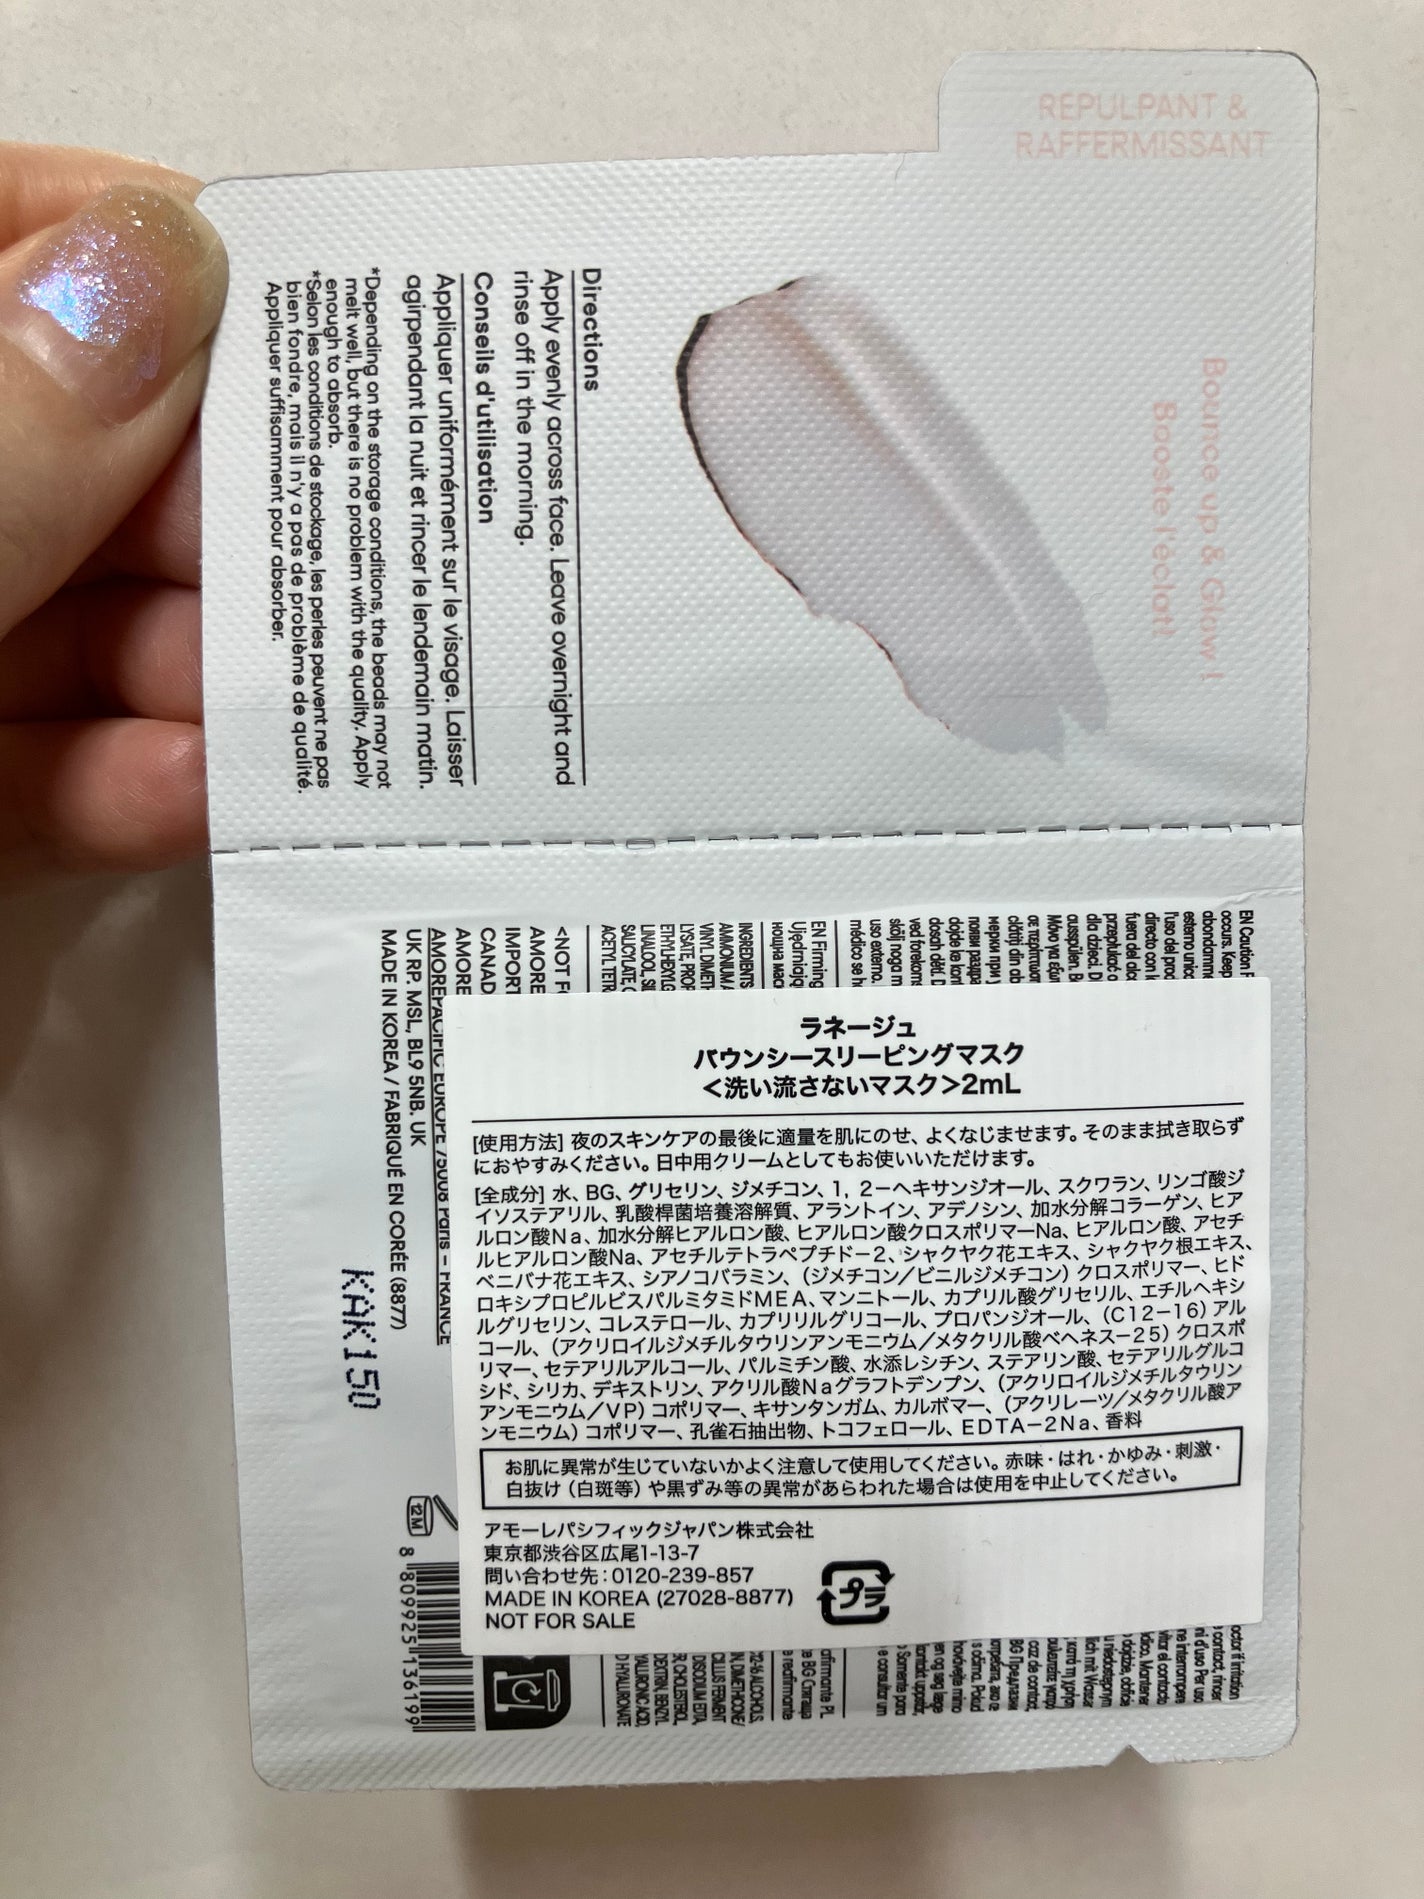 REPULPANT &
RAFFERMISSANT
Bounce up & Glow !
Booste l'éclat!
Directions
Apply evenly across face. Leave overnight and
rinse off in the morning.
Conseils d'utilisation
Appliquer uniformément sur le visage. Laisser
agirpendant la nuit et rincer le lendemain matin.
*Depending on the storage conditions, the beads may not
melt well, but there is no problem with the quality. Apply
enough to absorb.
*Selon les conditions de stockage, les perles peuvent ne pas
bien fondre, mais il n'y a pas de problème de qualité.
Appliquer suffisamment pour absorber.
ラネージュ
バウンシースリーピングマスク
<洗い流さないマスク>2mL
[使用方法] 夜のスキンケアの最後に適量を肌にのせ、よくなじませます。そのまま拭き取らず
におやすみください。日中用クリームとしてもお使いいただけます。
[全成分] 水、BG、グリセリン、ジメチコン、1, 2-ヘキサンジオール、スクワラン、リンゴ酸ジ
イソステアリル、乳酸桿菌培養溶解質、アラントイン、アデノシン、加水分解コラーゲン、ヒア
ルロン酸Na、加水分解ヒアルロン酸、ヒアルロン酸クロスポリマーNa、ヒアルロン酸、アセチ
ルヒアルロン酸Na、アセチルテトラペプチド-2、シャクヤク花エキス、シャクヤク根エキス、
ベニバナ花エキス、シアノコバラミン、(ジメチコン/ビニルジメチコン) クロスポリマー、ヒド
ロキシプロピルビスパルミタミドMEA、マンニトール、カプリル酸グリセリル、エチルヘキシ
ルグリセリン、コレステロール、カプリリルグリコール、プロパンジオール、(C12-16) アル
コール、(アクリロイルジメチルタウリンアンモニウム/メタクリル酸ベヘネス-25) クロスポ
リマー、セテアリルアルコール、パルミチン酸、水添レシチン、ステアリン酸、セテアリルグルコ
シド、シリカ、デキストリン、アクリル酸Naグラフトデンプン、(アクリロイルジメチルタウリン
アンモニウム/VP) コポリマー、キサンタンガム、カルボマー、(アクリレーツ/メタクリル酸ア
ンモニウム) コポリマー、孔雀石抽出物、トコフェロール、EDTA-2Na、香料
お肌に異常が生じていないかよく注意して使用してください。赤味・はれ・かゆみ・刺激・
白抜け (白斑等) や黒ずみ等の異常があらわれた場合は使用を中止してください。
アモーレパシフィックジャパン株式会社
東京都渋谷区広尾1-13-7
問い合わせ先：0120-239-857
MADE IN KOREA (27028-8877)
NOT FOR SALE
プラ
EN Caution
occurs. Keep
EN Firming
INGREDIENTS
<NOT
AMORE
IMPORT
CANAD
AMORE
AMOREPACIFIC EUROPE 75008 Paris – FRANCE
UK RP. MSL, BL9 5NB. UK
MADE IN KOREA / FABRIQUÉ EN CORÉE (8877)
KAK150
12M
8 809925 136199